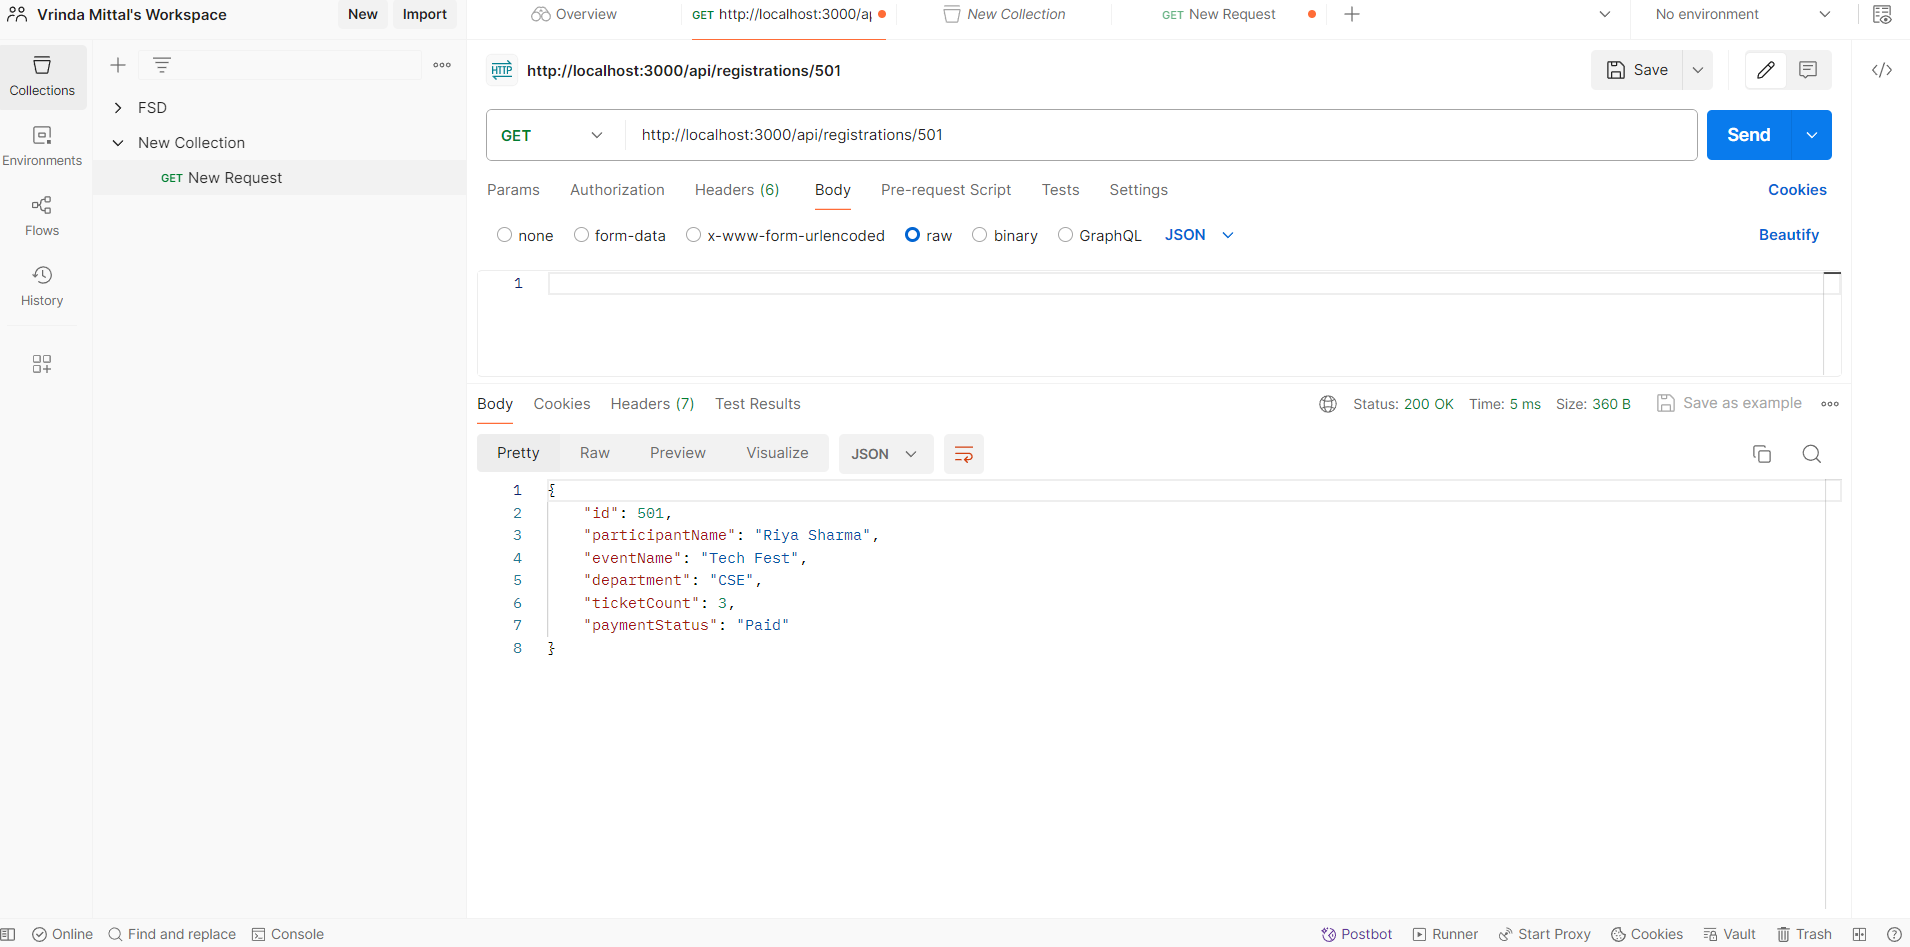 Vrinda Mittal's Workspace
New
Import
Overview
GET http://localhost:3000/a
New Collection
GET New Request
No environment
Collections
Environments
Flows
History
FSD
New Collection
GET New Request
HTTP
http://localhost:3000/api/registrations/501
Save
GET
http://localhost:3000/api/registrations/501
Send
Params
Authorization
Headers (6)
Body
Pre-request Script
Tests
Settings
Cookies
none
form-data
x-www-form-urlencoded
raw
binary
GraphQL
JSON
Beautify
1
Body
Cookies
Headers (7)
Test Results
Status: 200 OK
Time: 5 ms
Size: 360 B
Save as example
Pretty
Raw
Preview
Visualize
JSON
1 {
2 "id": 501,
3 "participantName": "Riya Sharma",
4 "eventName": "Tech Fest",
5 "department": "CSE",
6 "ticketCount": 3,
7 "paymentStatus": "Paid"
8 }
Online
Find and replace
Console
Postbot
Runner
Start Proxy
Cookies
Vault
Trash